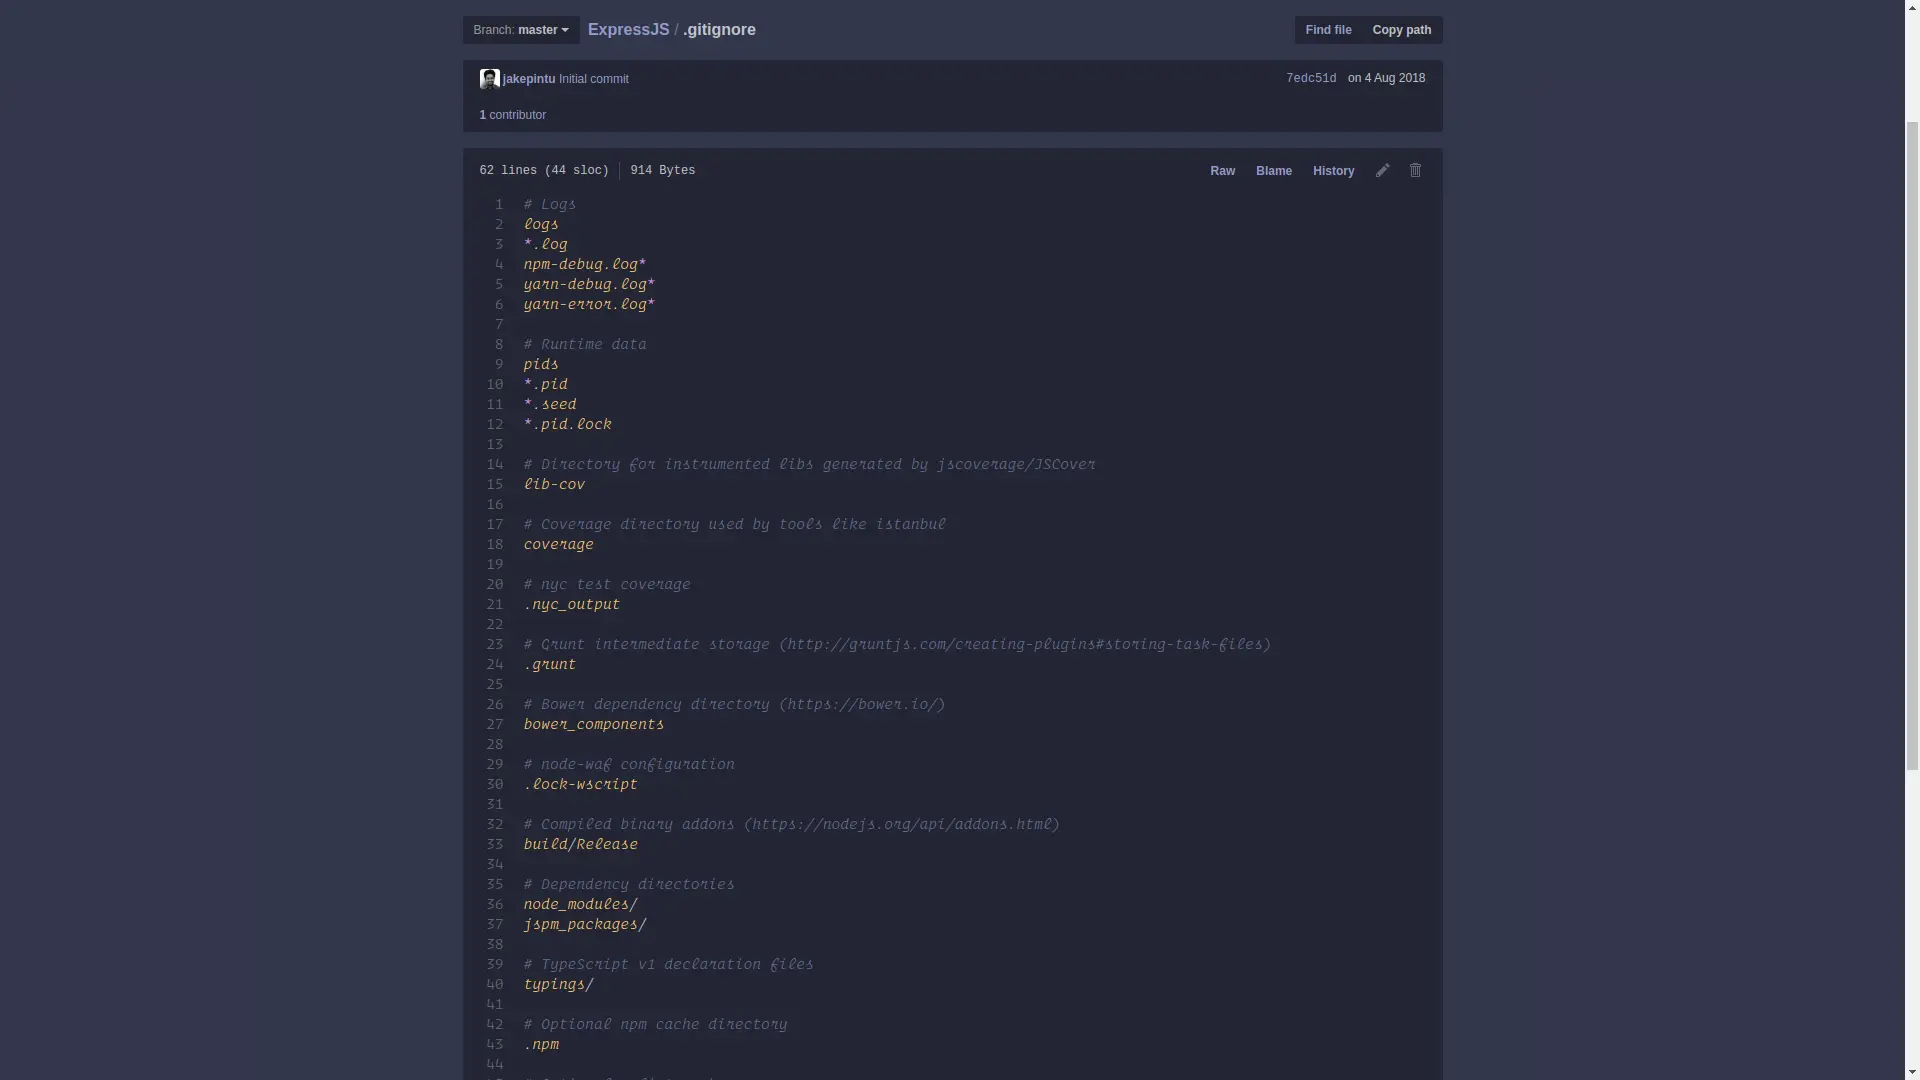 Branch: master
ExpressJS / .gitignore
Find file
Copy path
jakepintu Initial commit
7edc51d on 4 Aug 2018
1 contributor
62 lines (44 sloc) | 914 Bytes
Raw
Blame
History
1 # Logs
2 logs
3 *.log
4 npm-debug.log*
5 yarn-debug.log*
6 yarn-error.log*
7
8 # Runtime data
9 pids
10 *.pid
11 *.seed
12 *.pid.lock
13
14 # Directory for instrumented libs generated by jscoverage/JSCover
15 lib-cov
16
17 # Coverage directory used by tools like istanbul
18 coverage
19
20 # nyc test coverage
21 .nyc_output
22
23 # Grunt intermediate storage (http://gruntjs.com/creating-plugins#storing-task-files)
24 .grunt
25
26 # Bower dependency directory (https://bower.io/)
27 bower_components
28
29 # node-waf configuration
30 .lock-wscript
31
32 # Compiled binary addons (https://nodejs.org/api/addons.html)
33 build/Release
34
35 # Dependency directories
36 node_modules/
37 jspm_packages/
38
39 # TypeScript v1 declaration files
40 typings/
41
42 # Optional npm cache directory
43 .npm
44